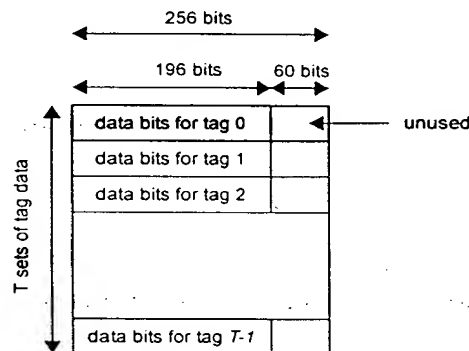 256 bits
196 bits
60 bits
data bits for tag 0
unused
data bits for tag 1
data bits for tag 2
T sets of tag data
data bits for tag T-1